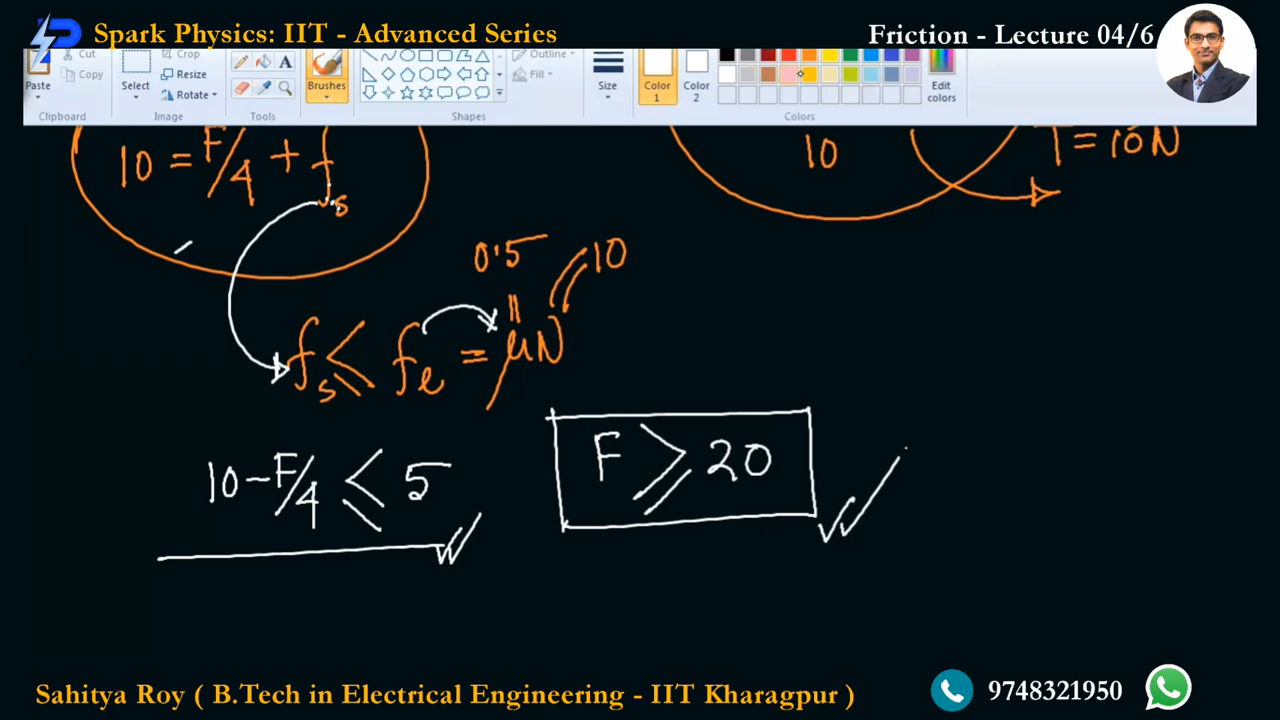 Spark Physics: IIT - Advanced Series
Friction - Lecture 04/6
Cut
Copy
Paste
Clipboard
Crop
Resize
Rotate
Select
Image
A
Tools
Brushes
Outline
Fill
Shapes
Size
Color 1
Color 2
Edit colors
Colors
10 = F/4 + fs
10
T = 10N
0.5
10
fs ≤ fe = μN
10 - F/4 ≤ 5
F ≥ 20
Sahitya Roy ( B.Tech in Electrical Engineering - IIT Kharagpur )
9748321950